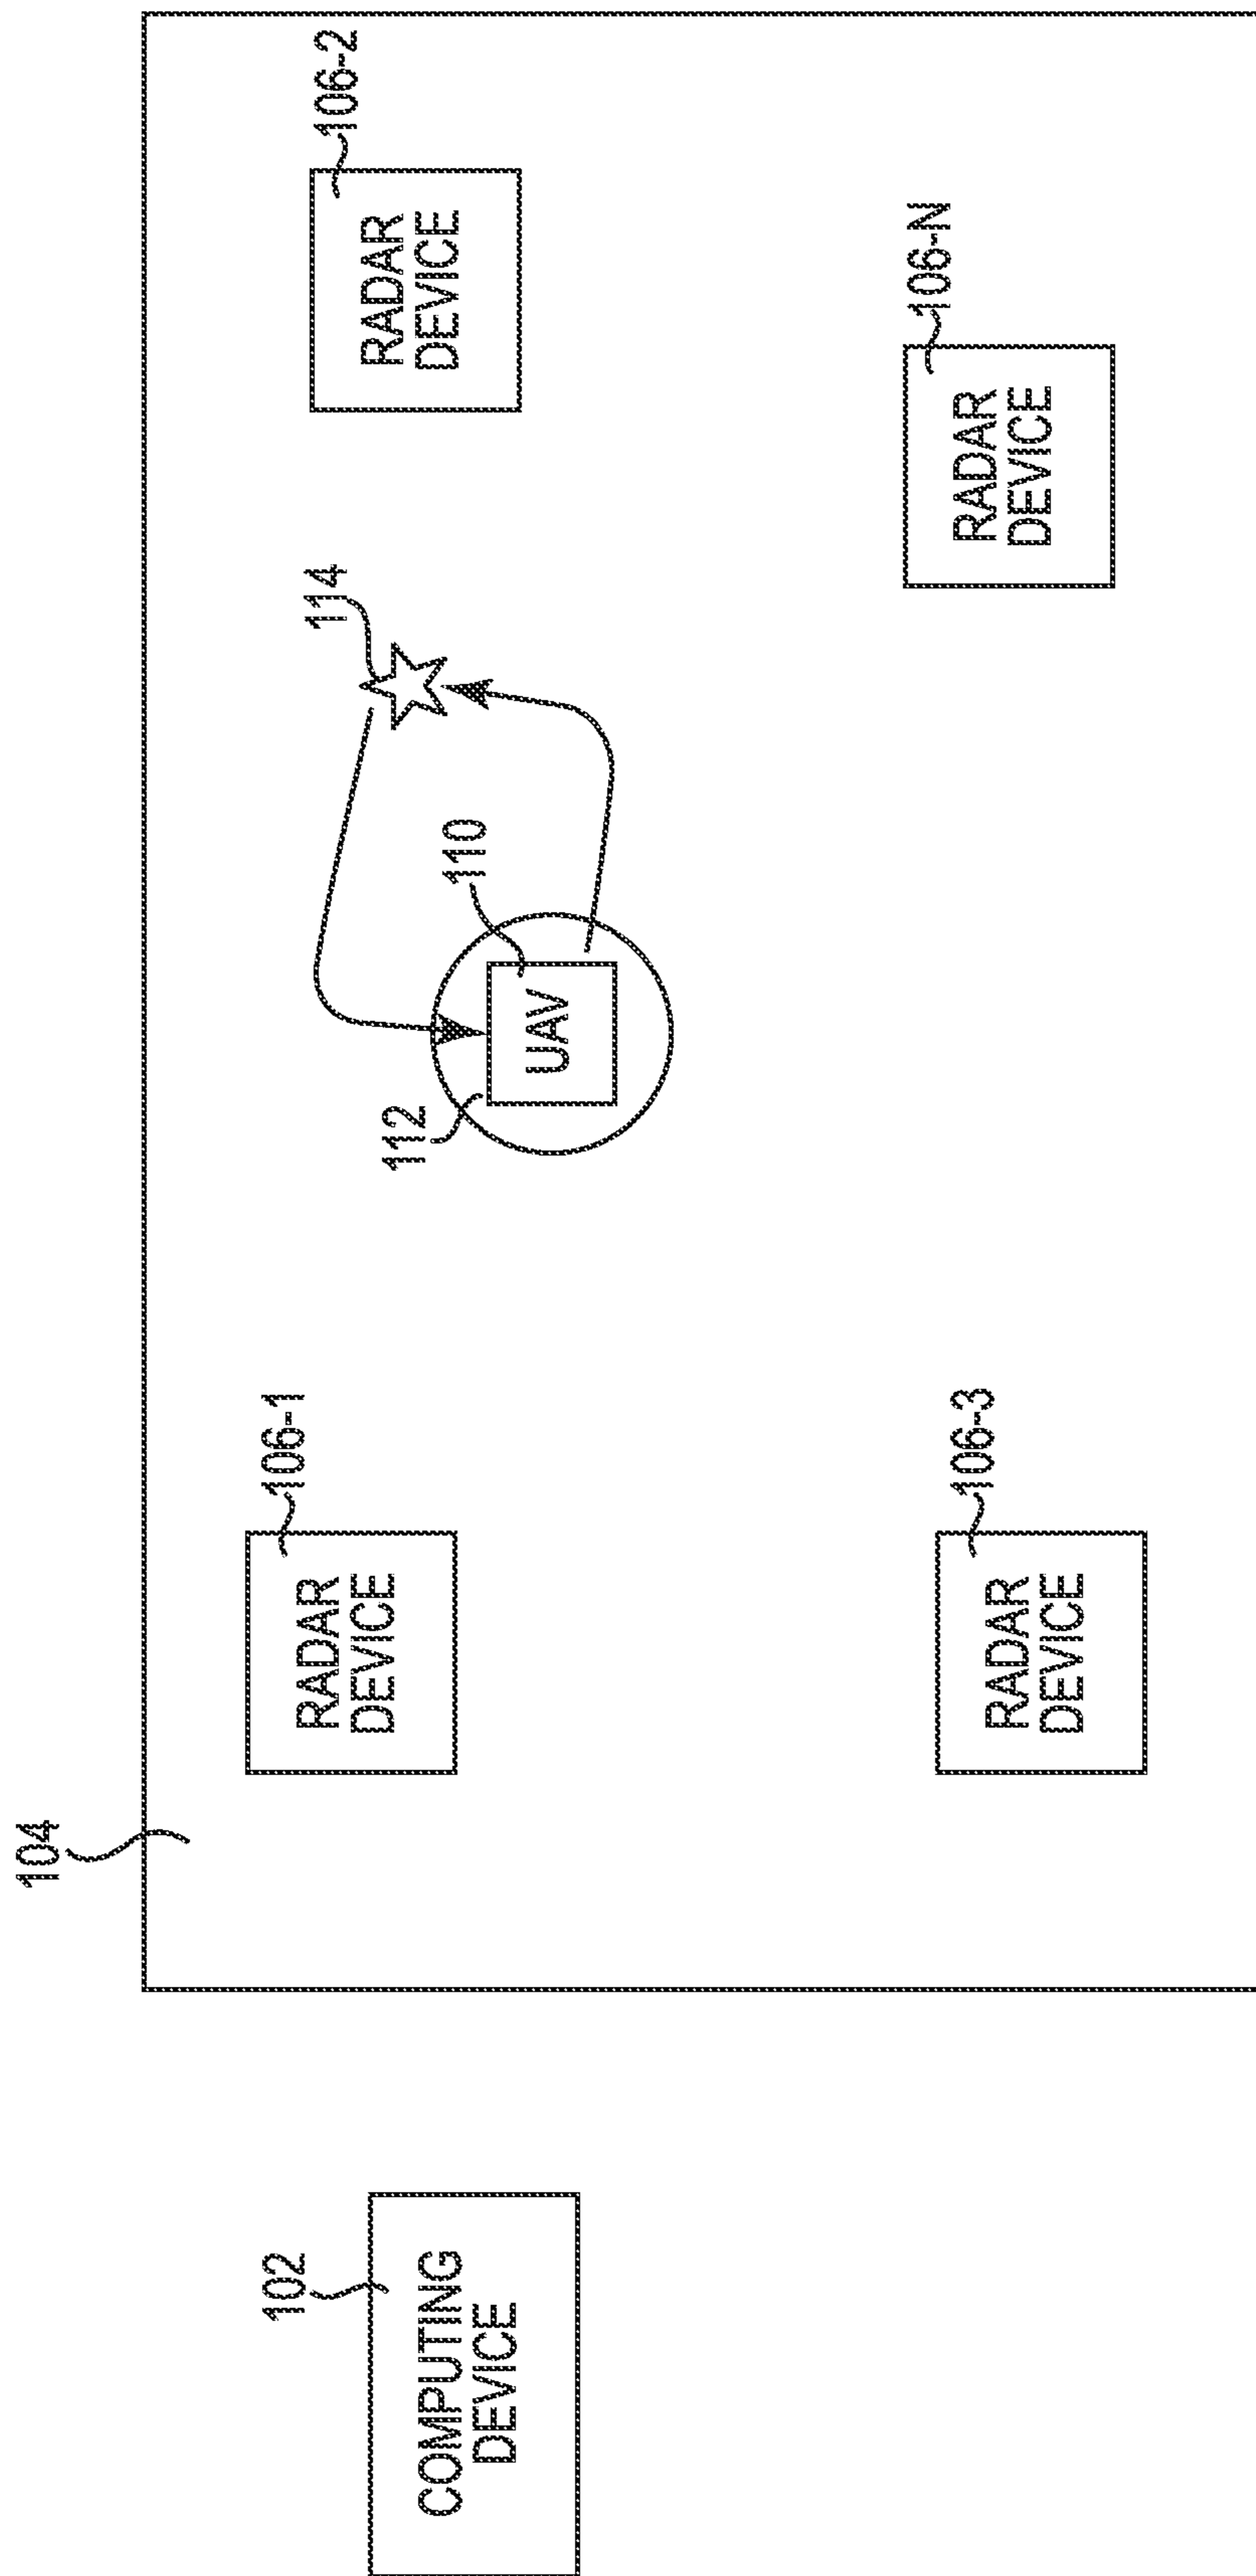 104
106-1
RADAR
DEVICE
114
106-2
RADAR
DEVICE
102
COMPUTING
DEVICE
112
110
UAV
106-3
RADAR
DEVICE
106-N
RADAR
DEVICE